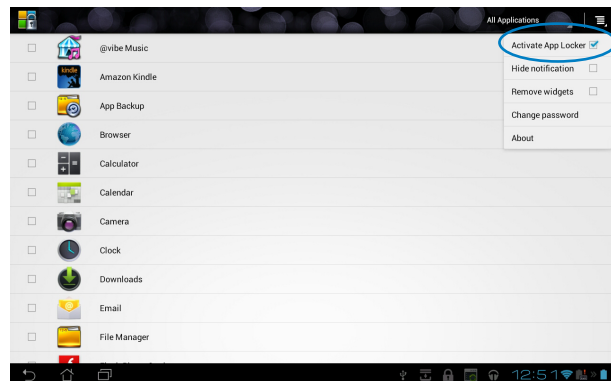 All Applications
Activate App Locker
Hide notification
Remove widgets
Change password
About
@vibe Music
kindle
Amazon Kindle
App Backup
Browser
Calculator
Calendar
Camera
Clock
Downloads
Email
File Manager
12:51